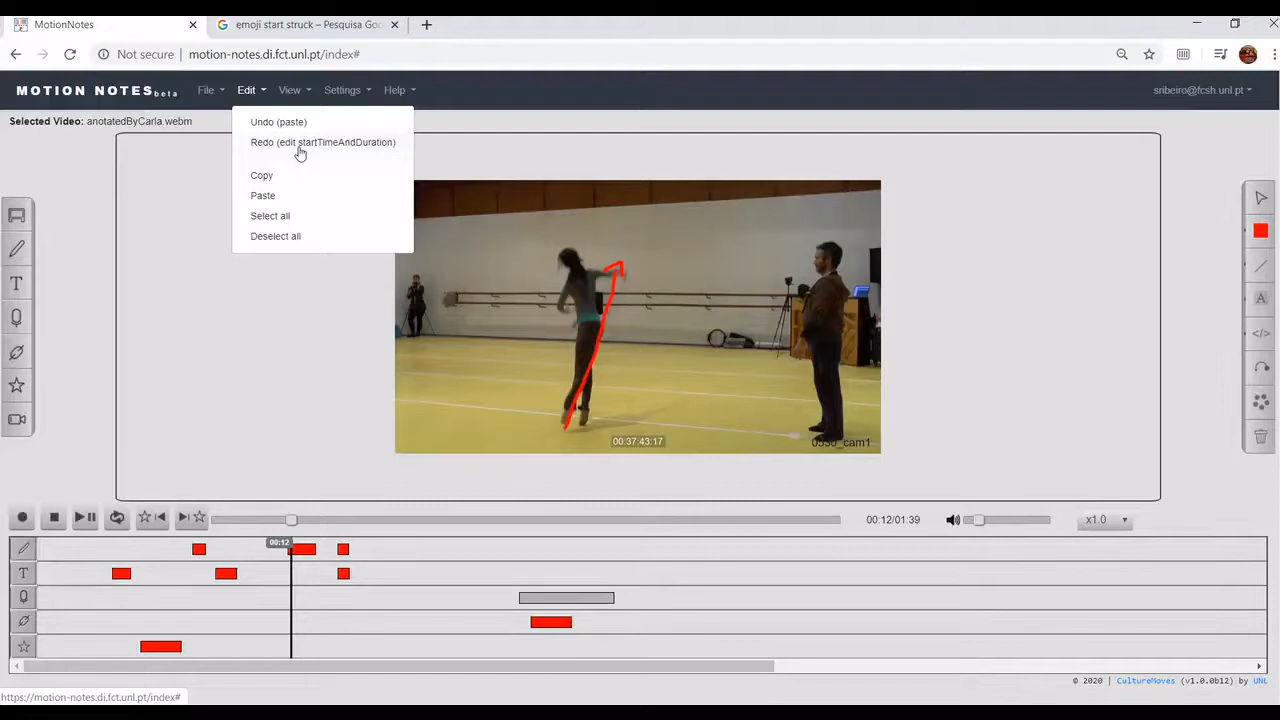 MotionNotes
emoji start struck – Pesquisa Goo
Not secure
motion-notes.di.fct.unl.pt/index#
MOTION NOTES beta
File
Edit
View
Settings
Help
sribeiro@fcsh.unl.pt
Selected Video: anotatedByCarla.webm
Undo (paste)
Redo (edit startTimeAndDuration)
Copy
Paste
Select all
Deselect all
T
A
</>
00:37:43:17
0530_cam1
00:12/01:39
x1.0
00:12
T
© 2020 | CultureMoves (v1.0.0b12) by UNL
https://motion-notes.di.fct.unl.pt/index#